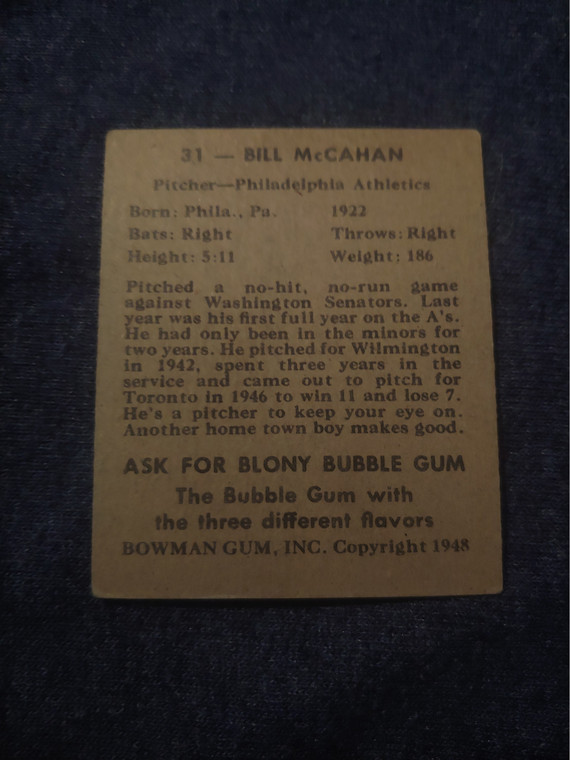 31 — BILL McCAHAN
Pitcher—Philadelphia Athletics
Born: Phila., Pa. 1922
Bats: Right Throws: Right
Height: 5:11 Weight: 186
Pitched a no-hit, no-run game
against Washington Senators. Last
year was his first full year on the A's.
He had only been in the minors for
two years. He pitched for Wilmington
in 1942, spent three years in the
service and came out to pitch for
Toronto in 1946 to win 11 and lose 7.
He's a pitcher to keep your eye on.
Another home town boy makes good.
ASK FOR BLONY BUBBLE GUM
The Bubble Gum with
the three different flavors
BOWMAN GUM, INC. Copyright 1948